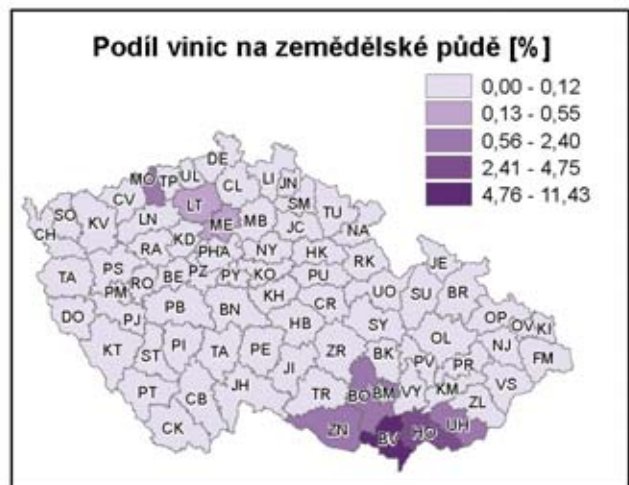 Podíl vinic na zemědělské půdě [%]
0,00 - 0,12
0,13 - 0,55
0,56 - 2,40
2,41 - 4,75
4,76 - 11,43
DE
MO TP UL LI JN
CV LT CL SM
SO LN ME MB TU
CH KV KD JC NA
RA PHA NY HK
TA PS BE PZ PY KO PU RK JE
PM RO KH UO SU BR
DO PJ PB BN CR OP OV KI
KT ST PI TA PE HB SY OL NJ
ZR BK PV PR FM
PT CB JH JI TR BO BM VY KM VS
CK ZN BV HO UH ZL